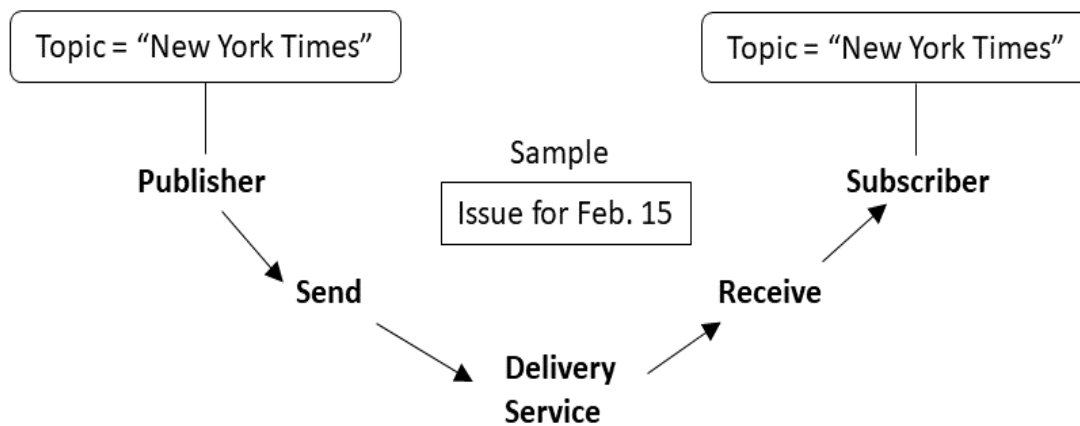 Topic = “New York Times”
Topic = “New York Times”
Publisher
Sample
Subscriber
Issue for Feb. 15
Send
Receive
Delivery
Service